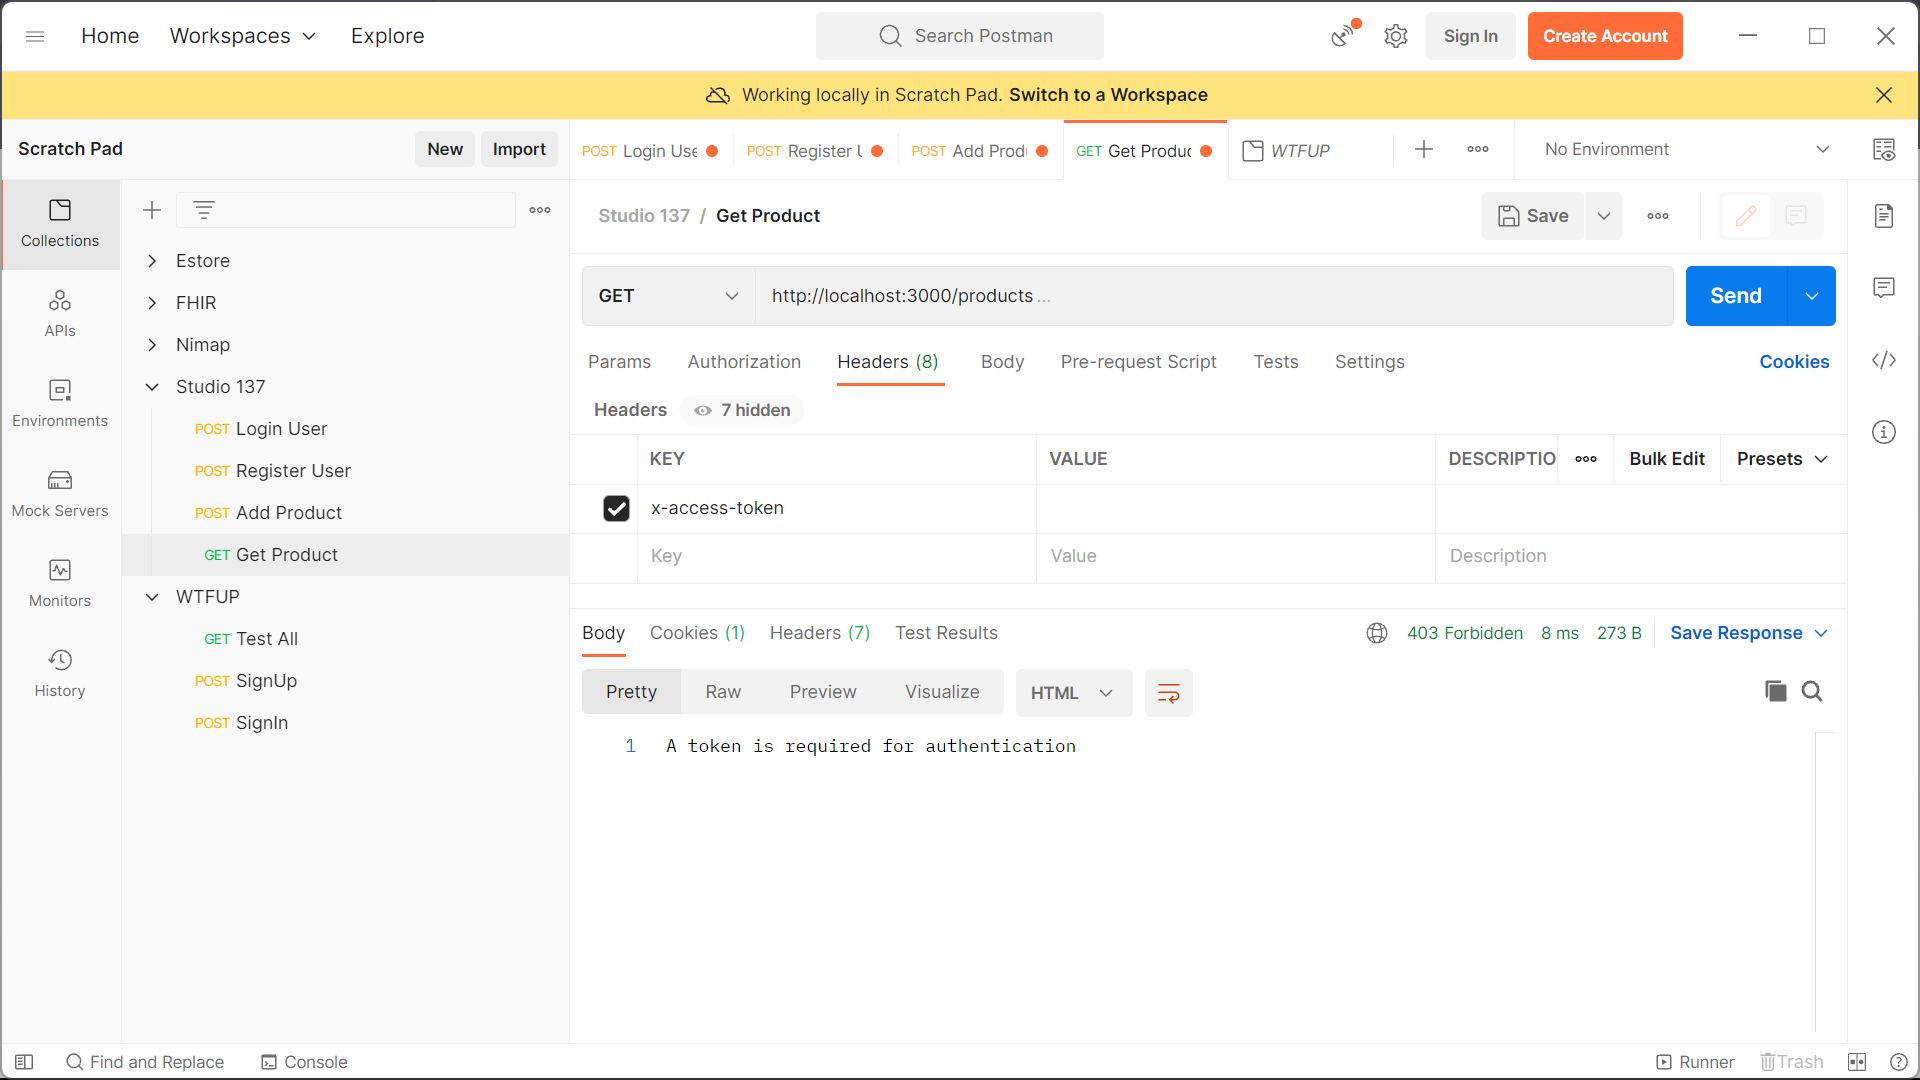 Home Workspaces Explore Search Postman Sign In Create Account
Working locally in Scratch Pad. Switch to a Workspace
Scratch Pad New Import
POST Login Use POST Register U POST Add Prod GET Get Produc WTFUP No Environment
Collections
APIs
Environments
Mock Servers
Monitors
History
Estore
FHIR
Nimap
Studio 137
POST Login User
POST Register User
POST Add Product
GET Get Product
WTFUP
GET Test All
POST SignUp
POST SignIn
Studio 137 / Get Product Save
GET http://localhost:3000/products ... Send
Params Authorization Headers (8) Body Pre-request Script Tests Settings Cookies
Headers 7 hidden
KEY VALUE DESCRIPTIO Bulk Edit Presets
x-access-token
Key Value Description
Body Cookies (1) Headers (7) Test Results 403 Forbidden 8 ms 273 B Save Response
Pretty Raw Preview Visualize HTML
1 A token is required for authentication
Find and Replace Console Runner Trash